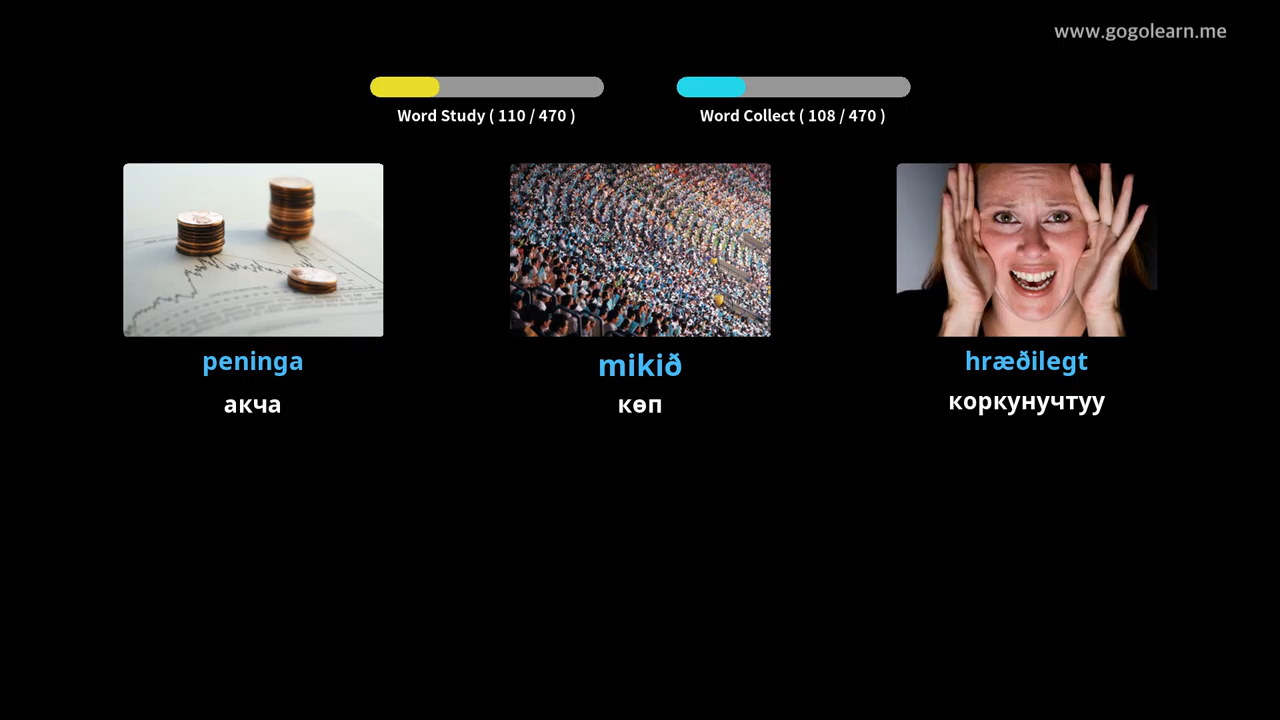 www.gogolearn.me
Word Study ( 110 / 470 )
Word Collect ( 108 / 470 )
peninga
mikið
hræðilegt
акча
көп
коркунучтуу